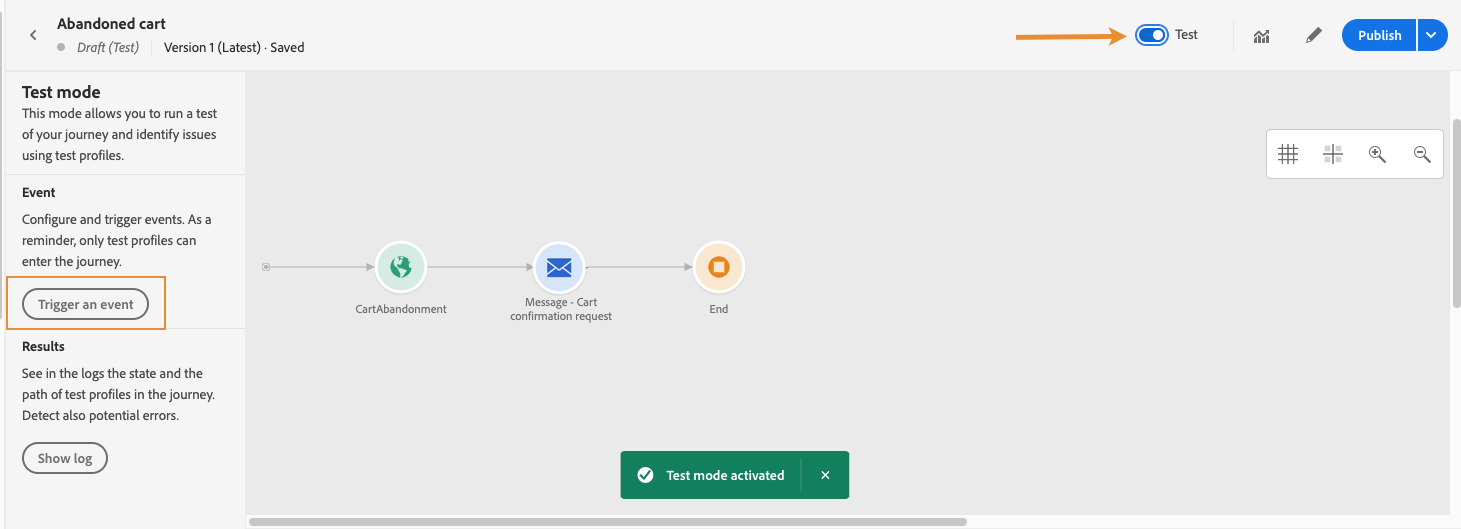 Abandoned cart
Draft (Test)
Version 1 (Latest) · Saved
Test
Publish
Test mode
This mode allows you to run a test
of your journey and identify issues
using test profiles.
Event
Configure and trigger events. As a
reminder, only test profiles can
enter the journey.
Trigger an event
Results
See in the logs the state and the
path of test profiles in the journey.
Detect also potential errors.
Show log
CartAbandonment
Message - Cart
confirmation request
End
Test mode activated